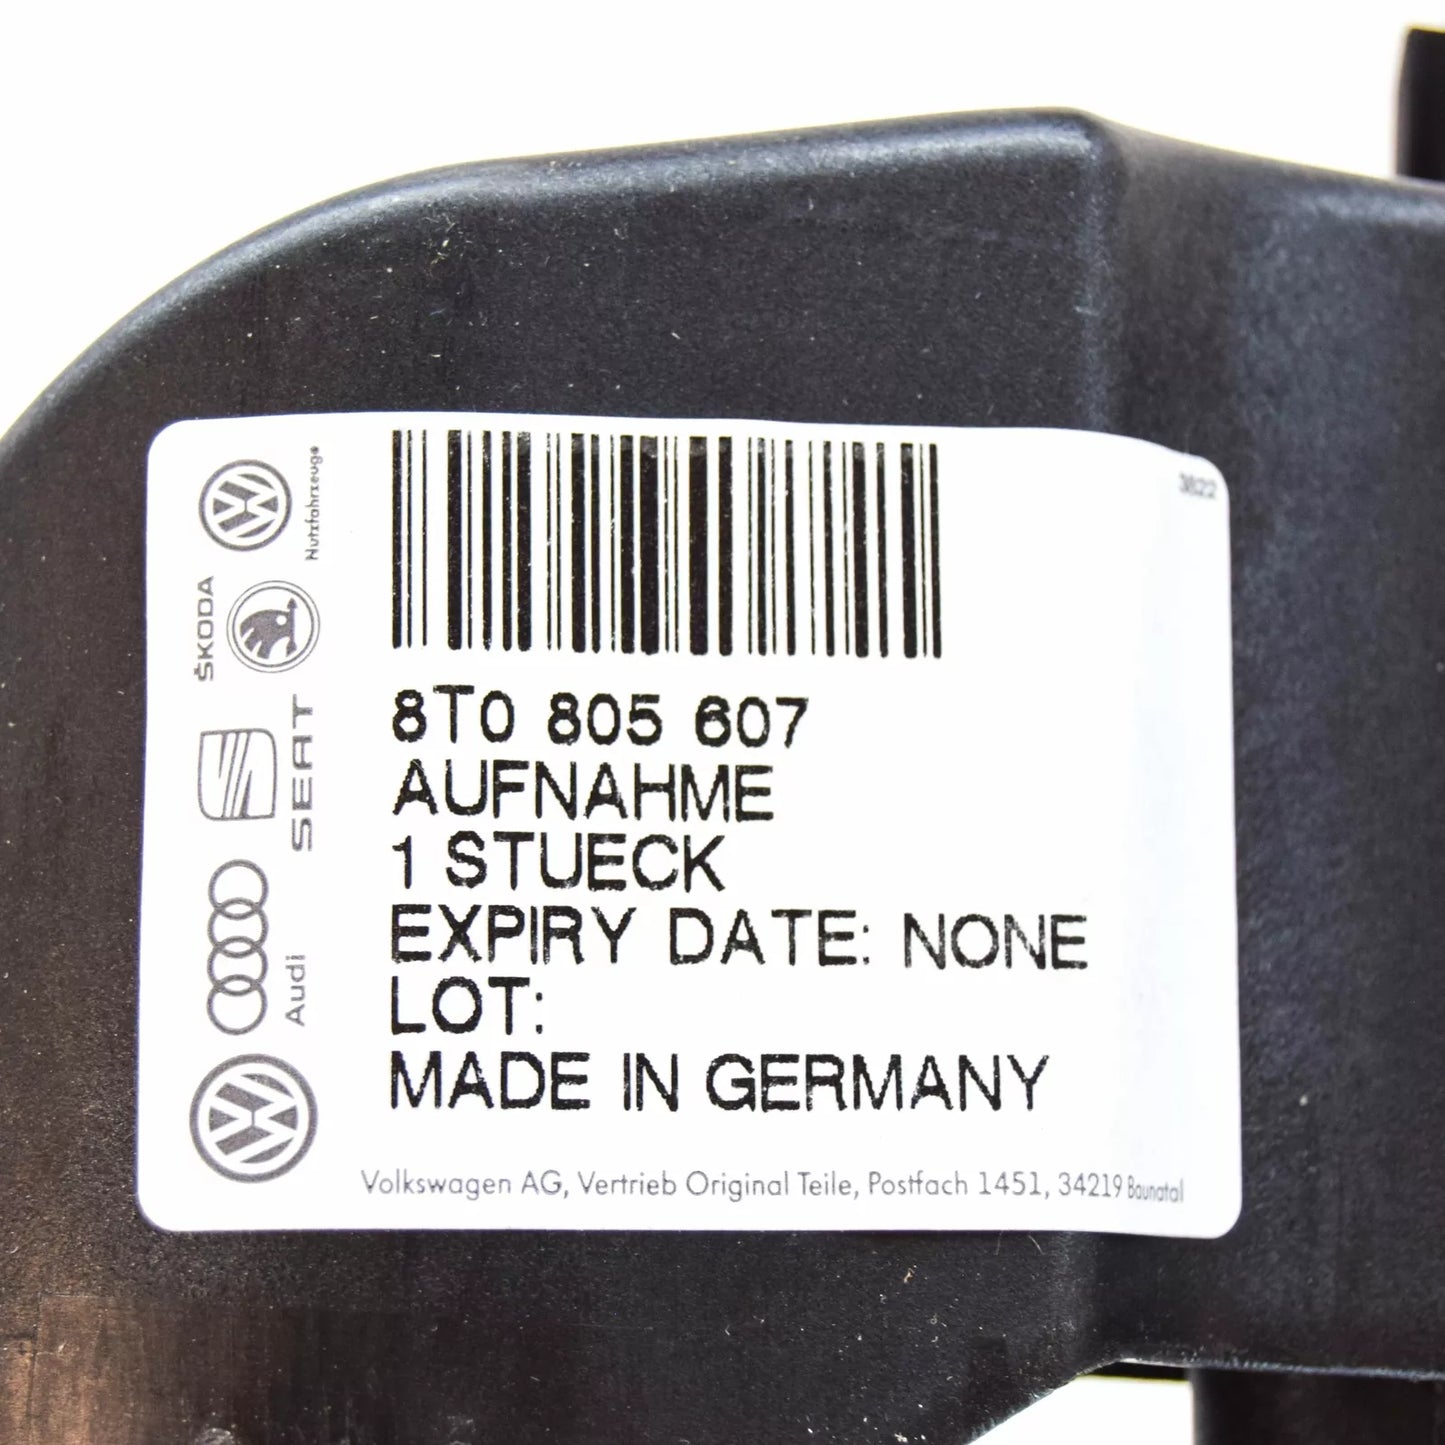 3822
8T0 805 607
AUFNAHME
1 STUECK
EXPIRY DATE: NONE
LOT:
MADE IN GERMANY
Volkswagen AG, Vertrieb Original Teile, Postfach 1451, 34219 Baunatal
Nutzfahrzeuge
ŠKODA
SEAT
Audi